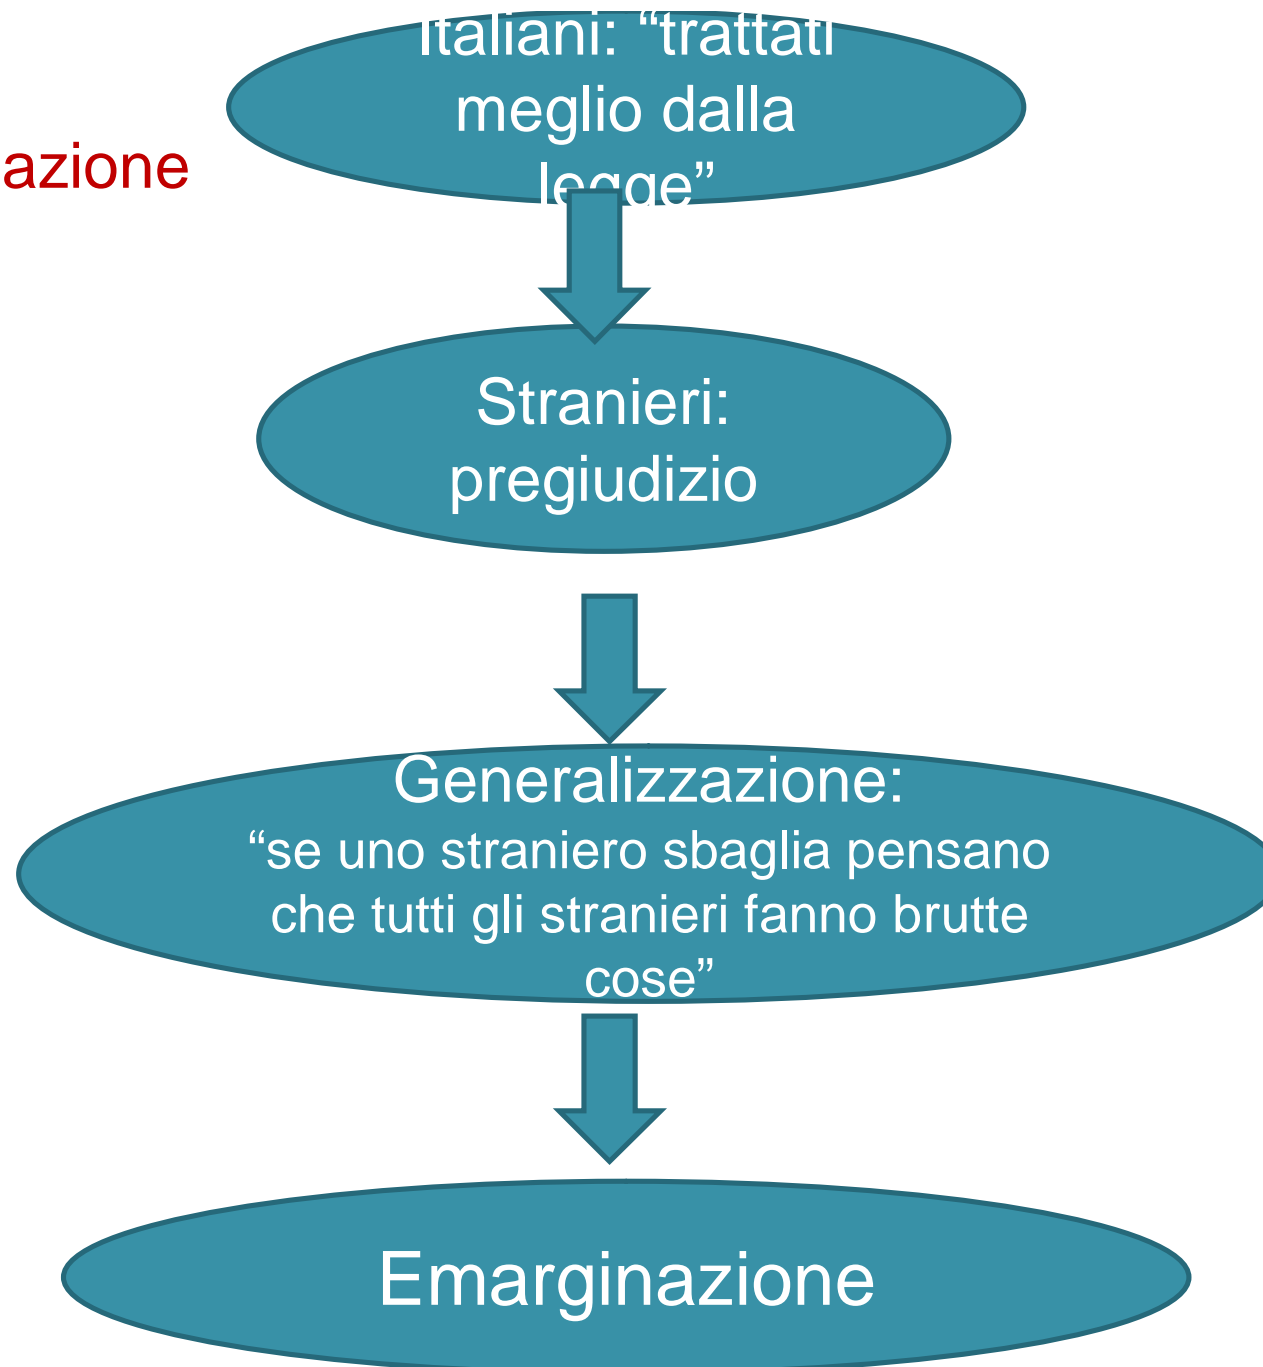 Italiani: “trattati
meglio dalla
legge”
azione
Stranieri:
pregiudizio
Generalizzazione:
“se uno straniero sbaglia pensano
che tutti gli stranieri fanno brutte
cose”
Emarginazione